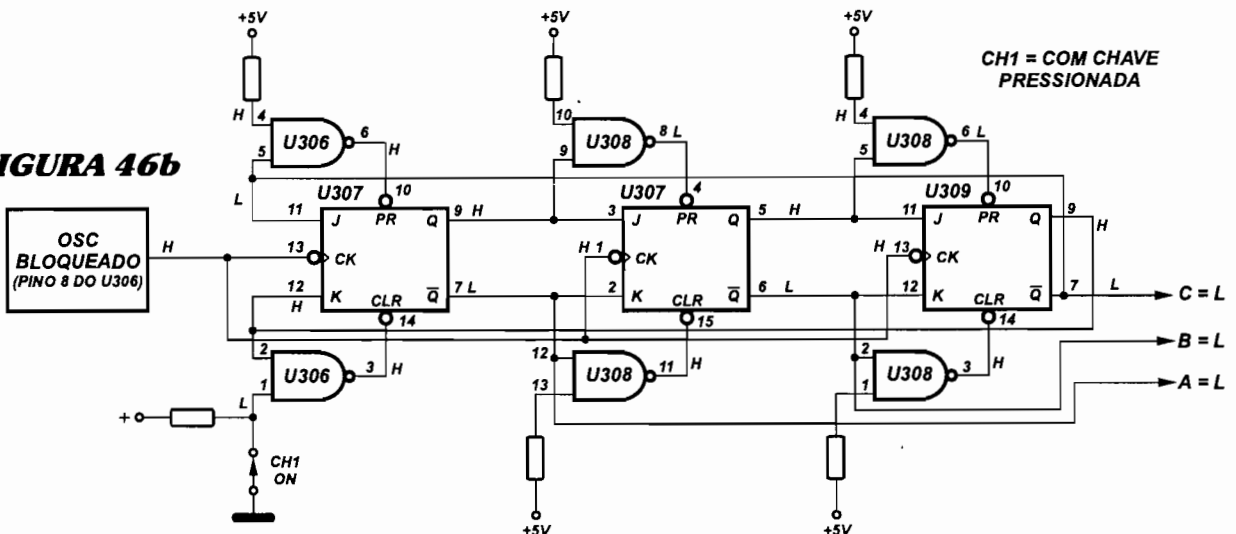 +5V
+5V
+5V
CH1 = COM CHAVE
PRESSIONADA
H 4
10
H 4
U306
6
H
U308
8 L
U308
6 L
5
9
5
IGURA 46b
L
U307
10
U307
4
U309
10
11
J
PR
Q
9 H
3
J
PR
Q
5
H
11
J
PR
Q
9
H
OSC
BLOQUEADO
(PINO 8 DO U306)
H
13
CK
H 1
CK
H 13
CK
12
H
K
CLR
Q
7 L
2
K
CLR
Q
6
L
12
K
CLR
Q
7
L
C = L
14
15
14
B = L
2
U306
3
H
12
U308
11
H
2
U308
3
H
A = L
1
L
13
1
+
CH1
ON
+5V
+5V